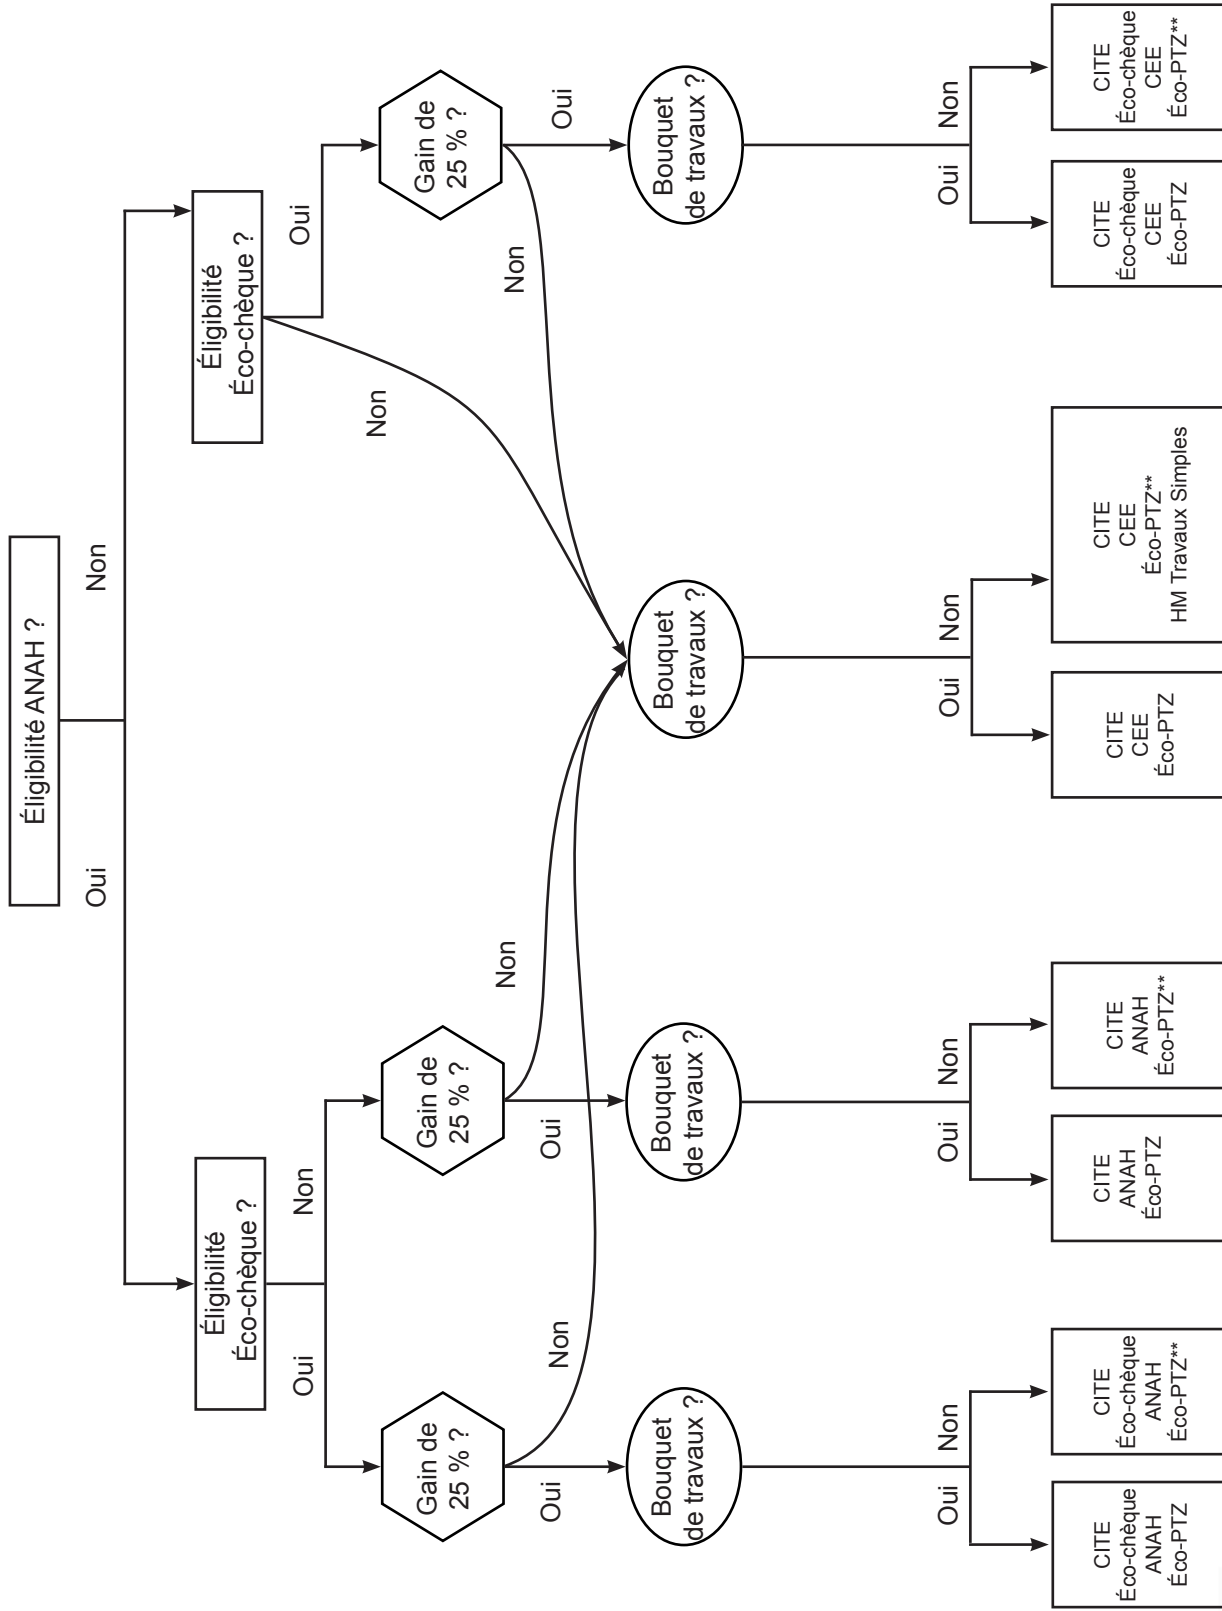 Éligibilité ANAH ?
Oui
Non
Éligibilité
Éco-chèque ?
Éligibilité
Éco-chèque ?
Oui
Non
Non
Oui
Gain de
25 % ?
Gain de
25 % ?
Gain de
25 % ?
Oui
Non
Oui
Non
Non
Oui
Bouquet
de travaux ?
Bouquet
de travaux ?
Bouquet
de travaux ?
Bouquet
de travaux ?
Oui
Non
Oui
Non
Oui
Non
Oui
Non
CITE
Éco-chèque
ANAH
Éco-PTZ
CITE
Éco-chèque
ANAH
Éco-PTZ**
CITE
ANAH
Éco-PTZ
CITE
ANAH
Éco-PTZ**
CITE
CEE
Éco-PTZ
CITE
CEE
Éco-PTZ**
HM Travaux Simples
CITE
Éco-chèque
CEE
Éco-PTZ
CITE
Éco-chèque
CEE
Éco-PTZ**